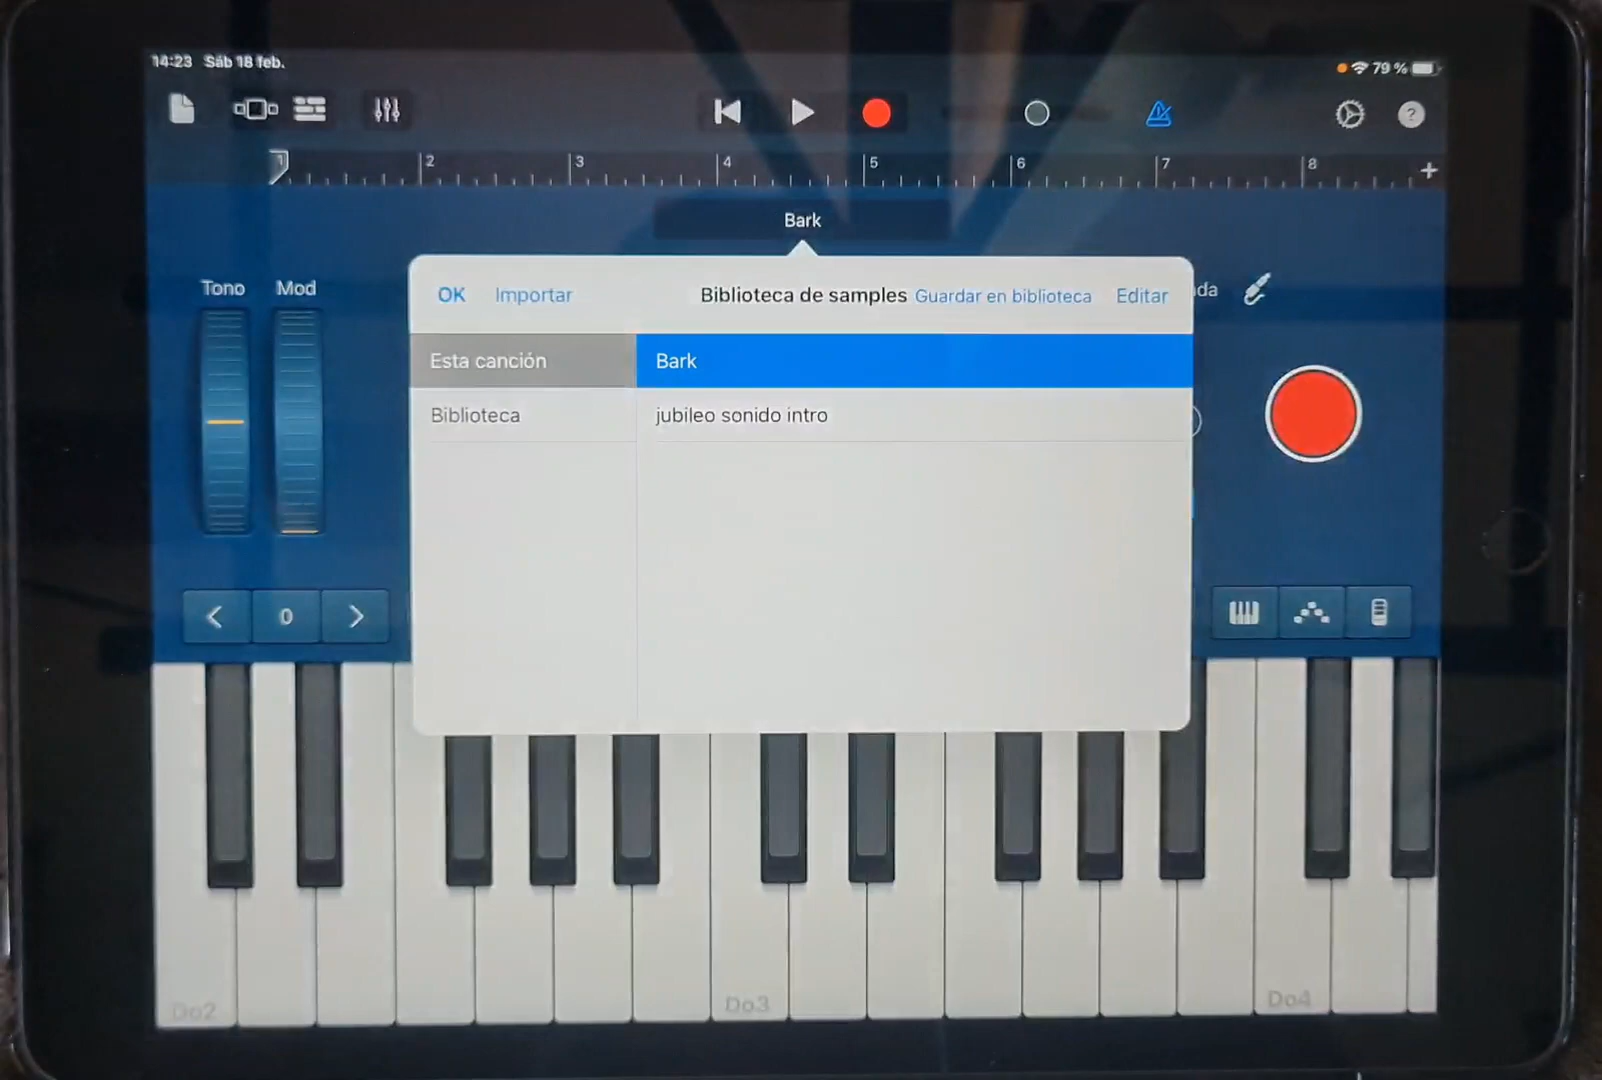 14:23 Sáb 18 feb.
79 %
1 2 3 4 5 6 7 8
Bark
Tono Mod
OK Importar Biblioteca de samples Guardar en biblioteca Editar
Esta canción
Bark
Biblioteca
jubileo sonido intro
0
Do2 Do3 Do4